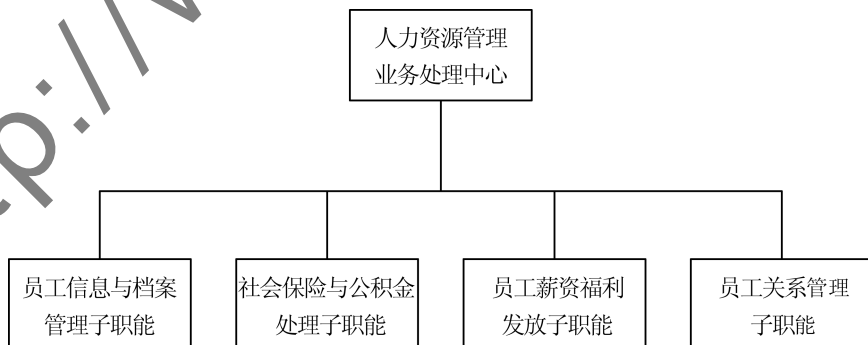 人力资源管理
业务处理中心
员工信息与档案
管理子职能
社会保险与公积金
处理子职能
员工薪资福利
发放子职能
员工关系管理
子职能